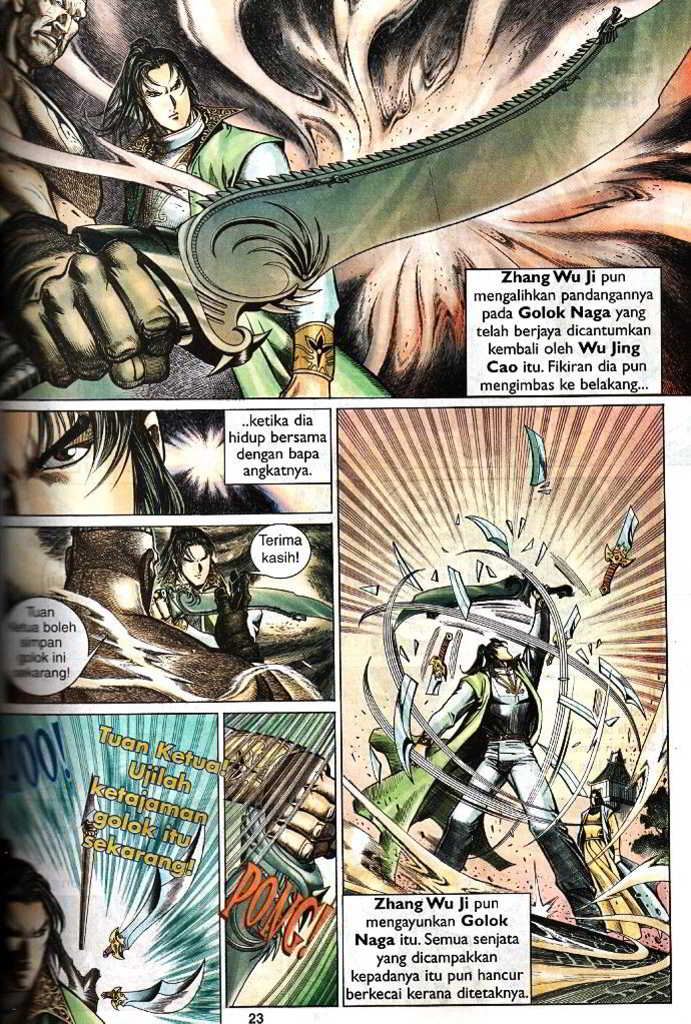 Zhang Wu Ji pun
mengalihkan pandangannya
pada Golok Naga yang
telah berjaya dicantumkan
kembali oleh Wu Jing
Cao itu. Fikiran dia pun
mengimbas ke belakang...
..ketika dia
hidup bersama
dengan bapa
angkatnya.
Terima
kasih!
Tuan
Ketua boleh
simpan
golok ini
sekarang!
Tuan Ketua!
Ujilah
ketajaman
golok itu
sekarang!
PONG!
Zhang Wu Ji pun
mengayunkan Golok
Naga itu. Semua senjata
yang dicampakkan
kepadanya itu pun hancur
berkecai kerana ditetaknya.
23